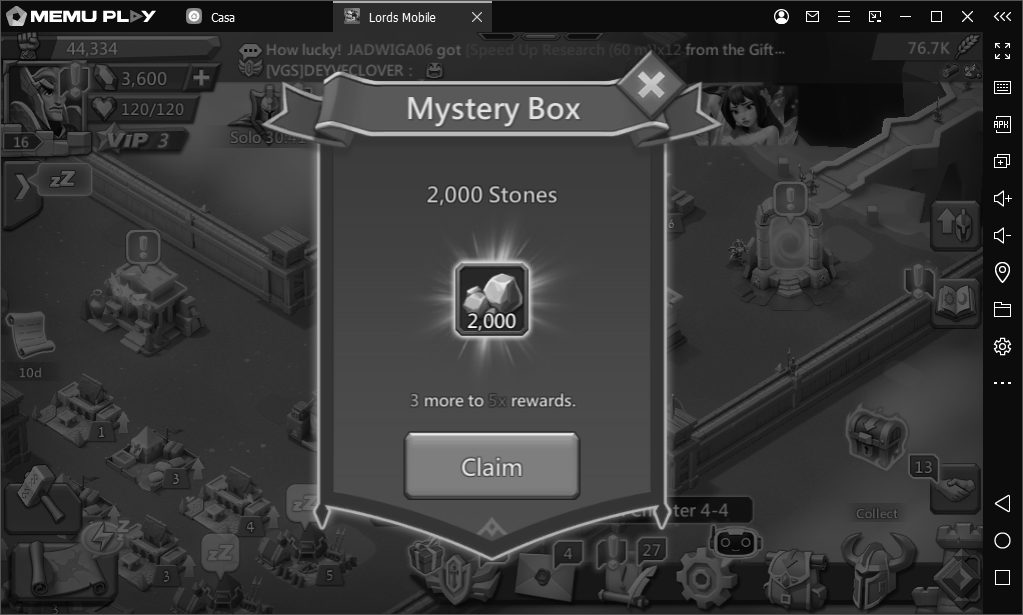 MEMU PLAY
Casa
Lords Mobile
44,334
How lucky! JADWIGA06 got [Speed Up Research (60 m)]x12 from the Gift...
76.7K
[VGS]DEYVECLOVER :
3,600
120/120
16
VIP 3
Solo 30:41
Mystery Box
zZ
2,000 Stones
6
2,000
10d
3 more to 5x rewards.
1
Claim
3
13
4
zZ
ter 4-4
Collect
zZ
3
5
4
27